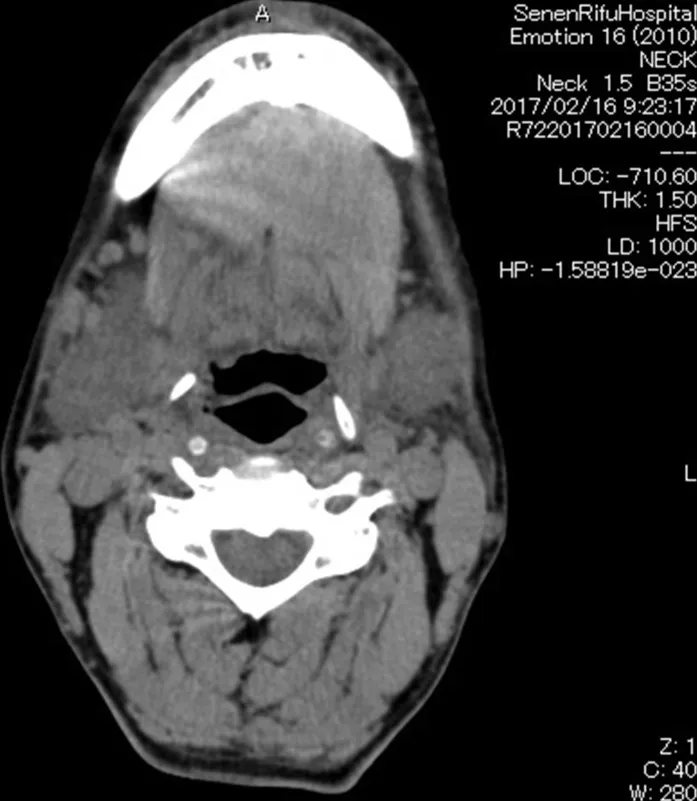 A
SenenRifuHospital
Emotion 16 (2010)
NECK
Neck 1.5 B35s
2017/02/16 9:23:17
R72201702160004
---
LOC: -710.60
THK: 1.50
HFS
LD: 1000
HP: -1.58819e-023
L
Z: 1
C: 40
W: 280